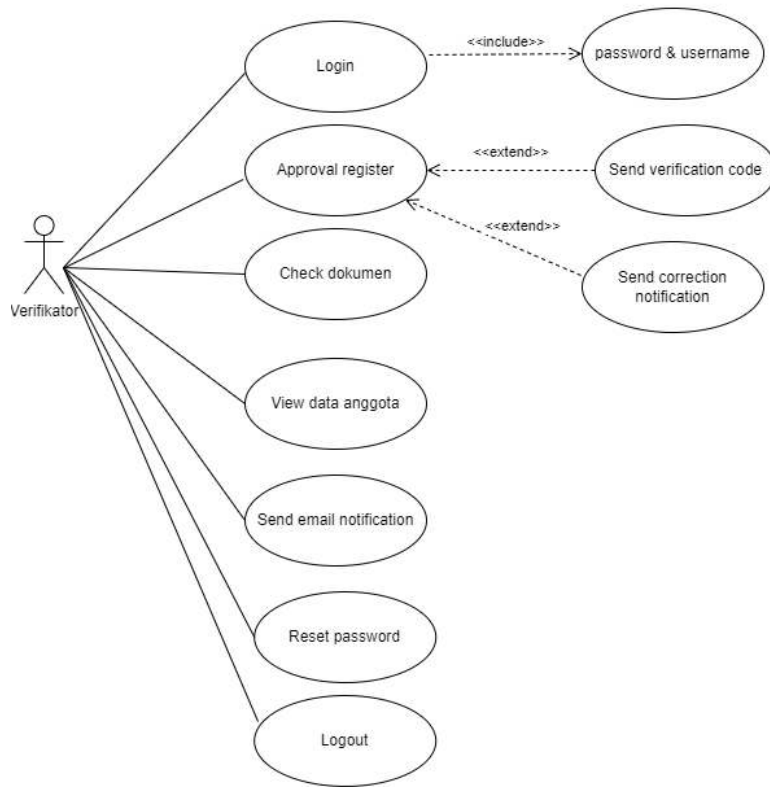 Login
<<include>>
password & username
Approval register
<<extend>>
Send verification code
<<extend>>
Send correction
notification
Verifikator
Check dokumen
View data anggota
Send email notification
Reset password
Logout